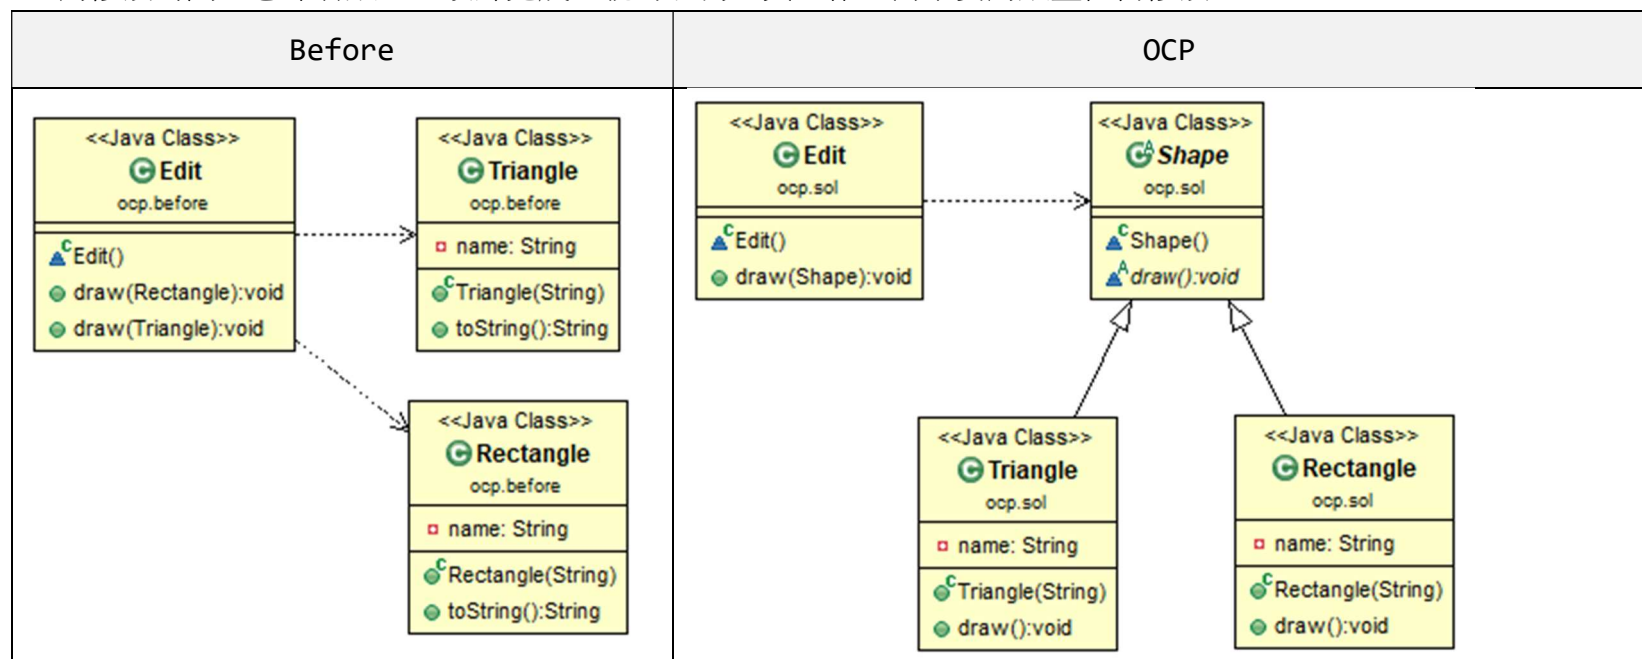 Before
OCP
<<Java Class>>
Edit
ocp.before
Edit()
draw(Rectangle):void
draw(Triangle):void
<<Java Class>>
Triangle
ocp.before
name: String
Triangle(String)
toString():String
<<Java Class>>
Rectangle
ocp.before
name: String
Rectangle(String)
toString():String
<<Java Class>>
Edit
ocp.sol
Edit()
draw(Shape):void
<<Java Class>>
Shape
ocp.sol
Shape()
draw():void
<<Java Class>>
Triangle
ocp.sol
name: String
Triangle(String)
draw():void
<<Java Class>>
Rectangle
ocp.sol
name: String
Rectangle(String)
draw():void